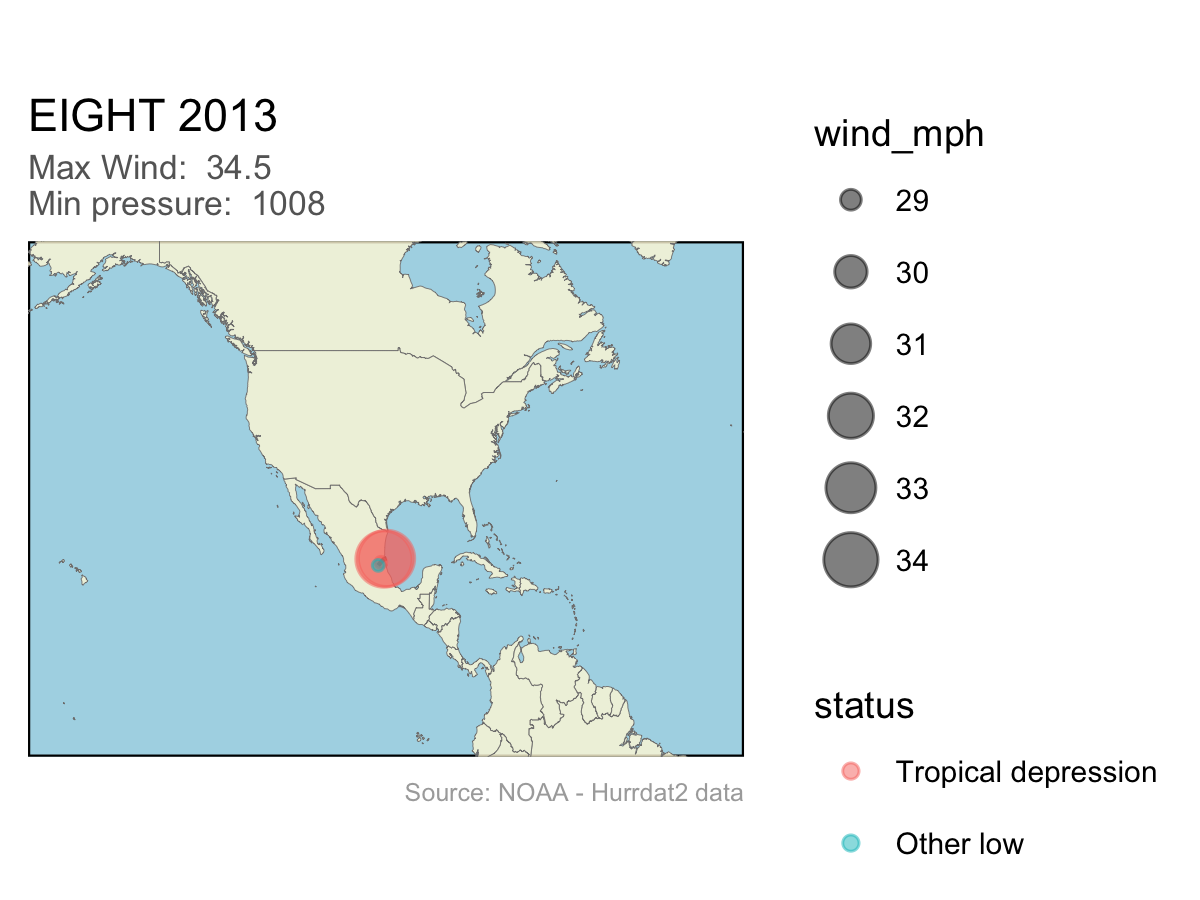 EIGHT 2013
Max Wind:  34.5
Min pressure:  1008
wind_mph
29
30
31
32
33
34
status
Tropical depression
Other low
Source: NOAA - Hurrdat2 data